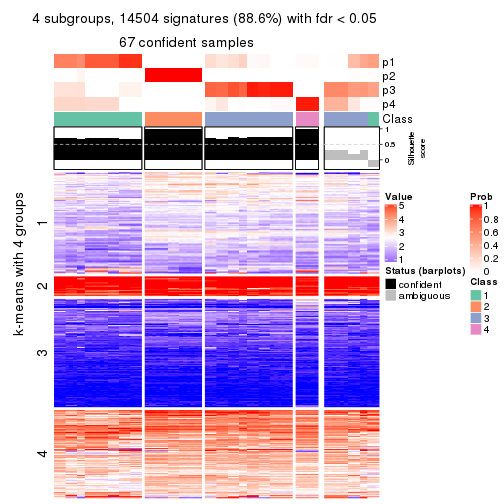 4 subgroups, 14504 signatures (88.6%) with fdr < 0.05
67 confident samples
p1
p2
p3
p4
Class
1
0.5
0
Silhouette
score
k-means with 4 groups
1
2
3
4
Value
5
4
3
2
1
Status (barplots)
confident
ambiguous
Prob
1
0.8
0.6
0.4
0.2
0
Class
1
2
3
4